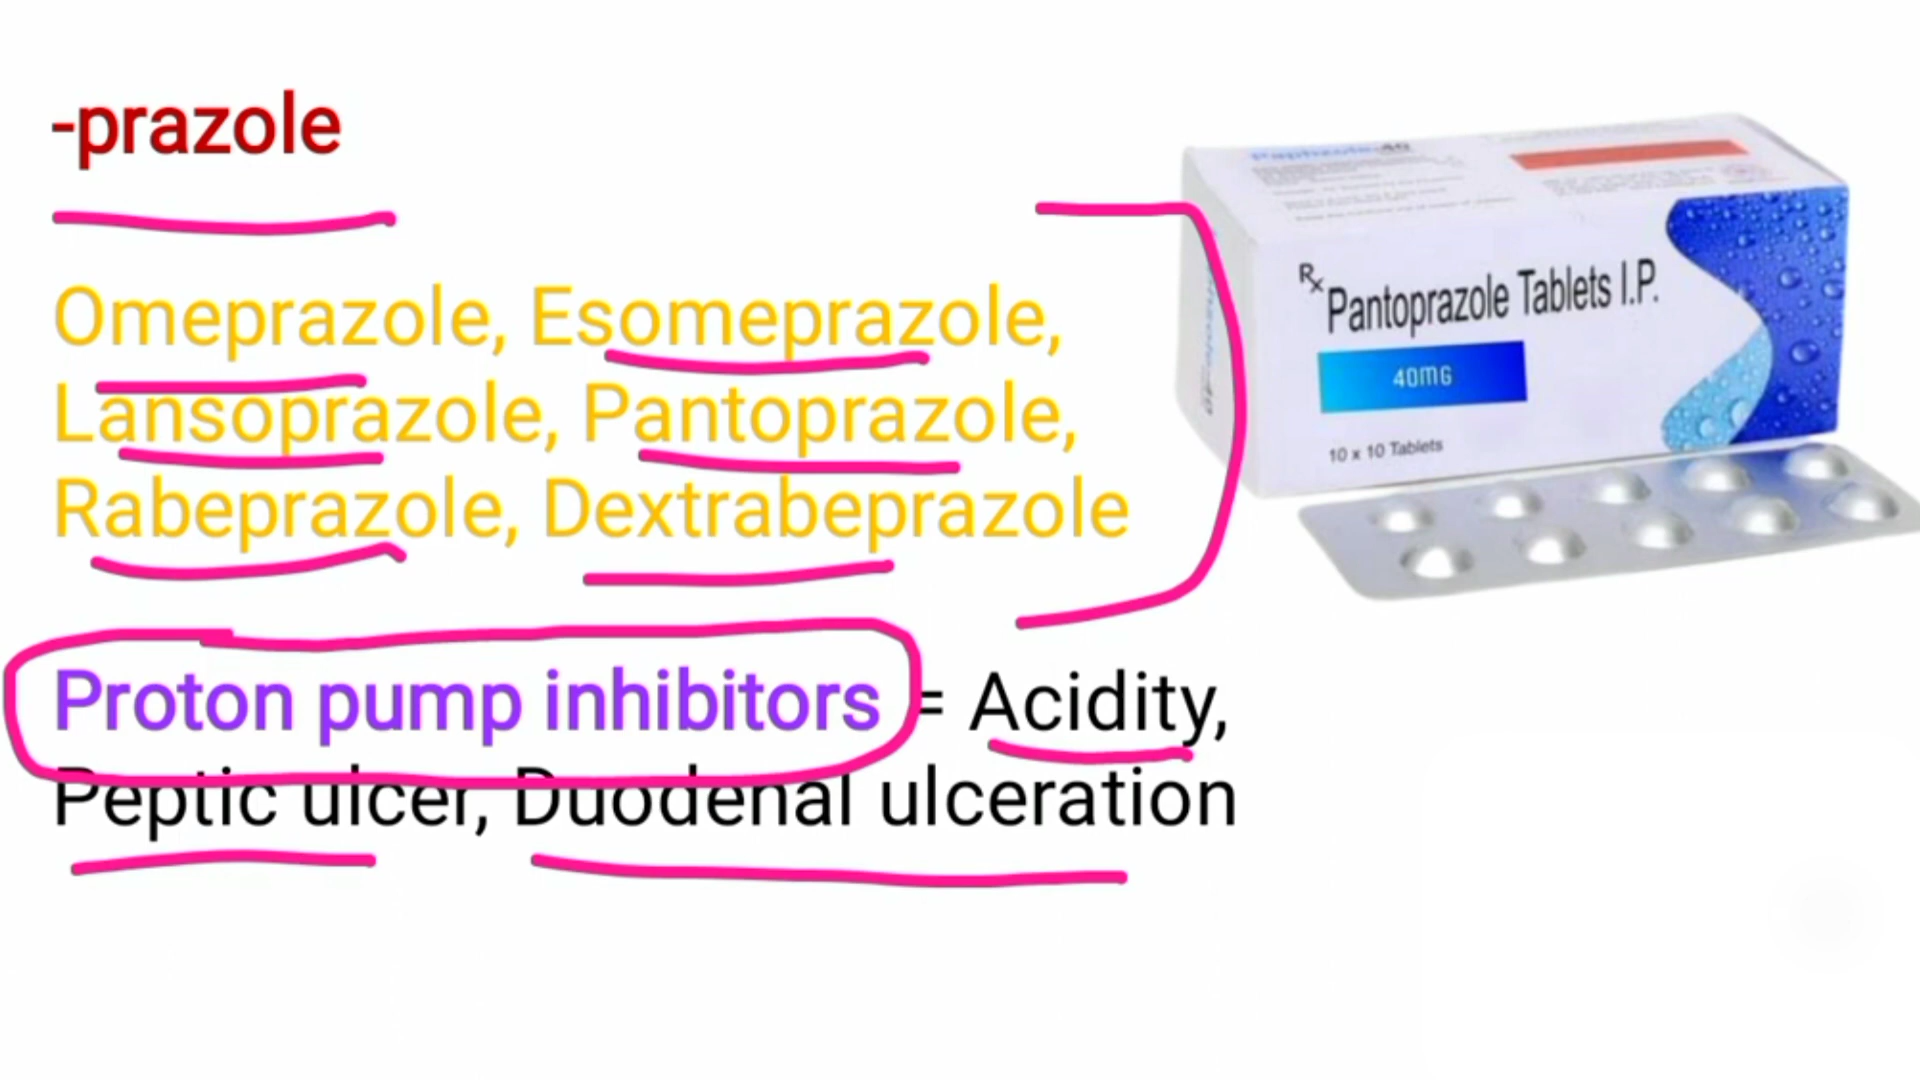 -prazole
Omeprazole, Esomeprazole,
Lansoprazole, Pantoprazole,
Rabeprazole, Dextrabeprazole
Proton pump inhibitors = Acidity,
Peptic ulcer, Duodenal ulceration
Rx Pantoprazole Tablets I.P.
40MG
10 x 10 Tablets